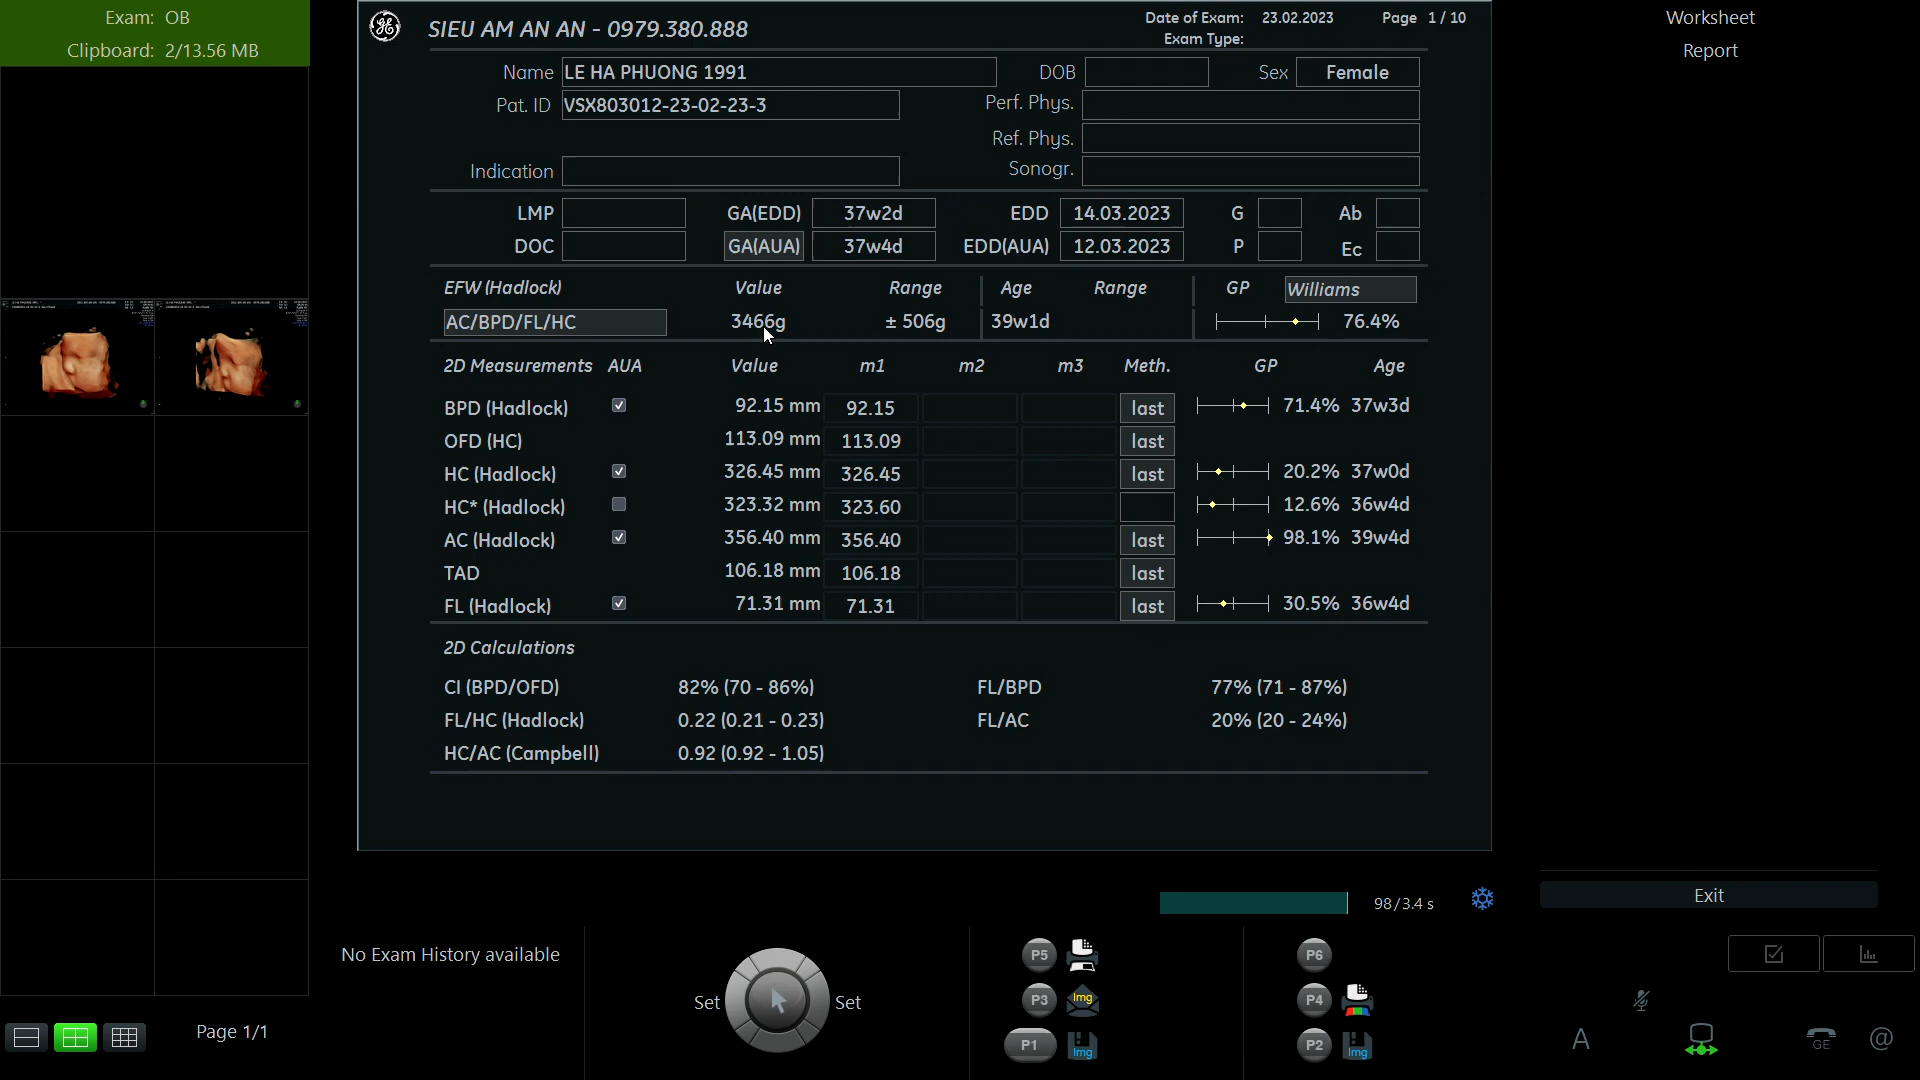 Exam: OB
Clipboard: 2/13.56 MB
SIEU AM AN AN - 0979.380.888
Date of Exam: 23.02.2023 Page 1 / 10
Exam Type:
Name LE HA PHUONG 1991 DOB Sex Female
Pat. ID VSX803012-23-02-23-3 Perf. Phys.
Ref. Phys.
Indication Sonogr.
LMP GA(EDD) 37w2d EDD 14.03.2023 G Ab
DOC GA(AUA) 37w4d EDD(AUA) 12.03.2023 P Ec
EFW (Hadlock) Value Range Age Range GP Williams
AC/BPD/FL/HC 3466g ± 506g 39w1d 76.4%
2D Measurements AUA Value m1 m2 m3 Meth. GP Age
BPD (Hadlock) 92.15 mm 92.15 last 71.4% 37w3d
OFD (HC) 113.09 mm 113.09 last
HC (Hadlock) 326.45 mm 326.45 last 20.2% 37w0d
HC* (Hadlock) 323.32 mm 323.60 12.6% 36w4d
AC (Hadlock) 356.40 mm 356.40 last 98.1% 39w4d
TAD 106.18 mm 106.18 last
FL (Hadlock) 71.31 mm 71.31 last 30.5% 36w4d
2D Calculations
CI (BPD/OFD) 82% (70 - 86%) FL/BPD 77% (71 - 87%)
FL/HC (Hadlock) 0.22 (0.21 - 0.23) FL/AC 20% (20 - 24%)
HC/AC (Campbell) 0.92 (0.92 - 1.05)
Worksheet
Report
98/3.4 s
Exit
No Exam History available
Set Set
P5
P3 Img
P1 Img
P6
P4
P2 Img
A GE @
Page 1/1